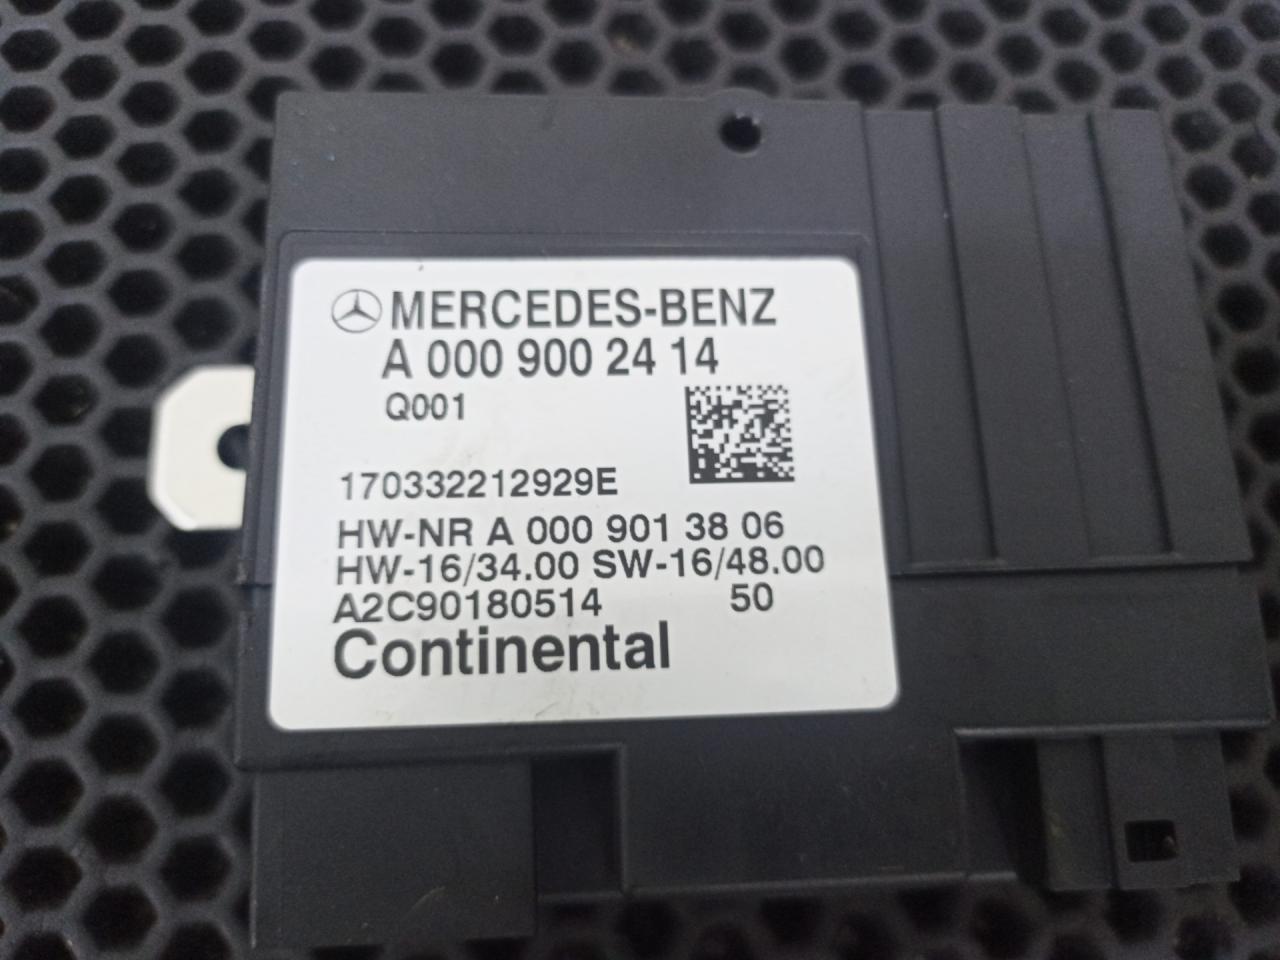 MERCEDES-BENZ
A 000 900 24 14
Q001
170332212929E
HW-NR A 000 901 38 06
HW-16/34.00 SW-16/48.00
A2C90180514 50
Continental